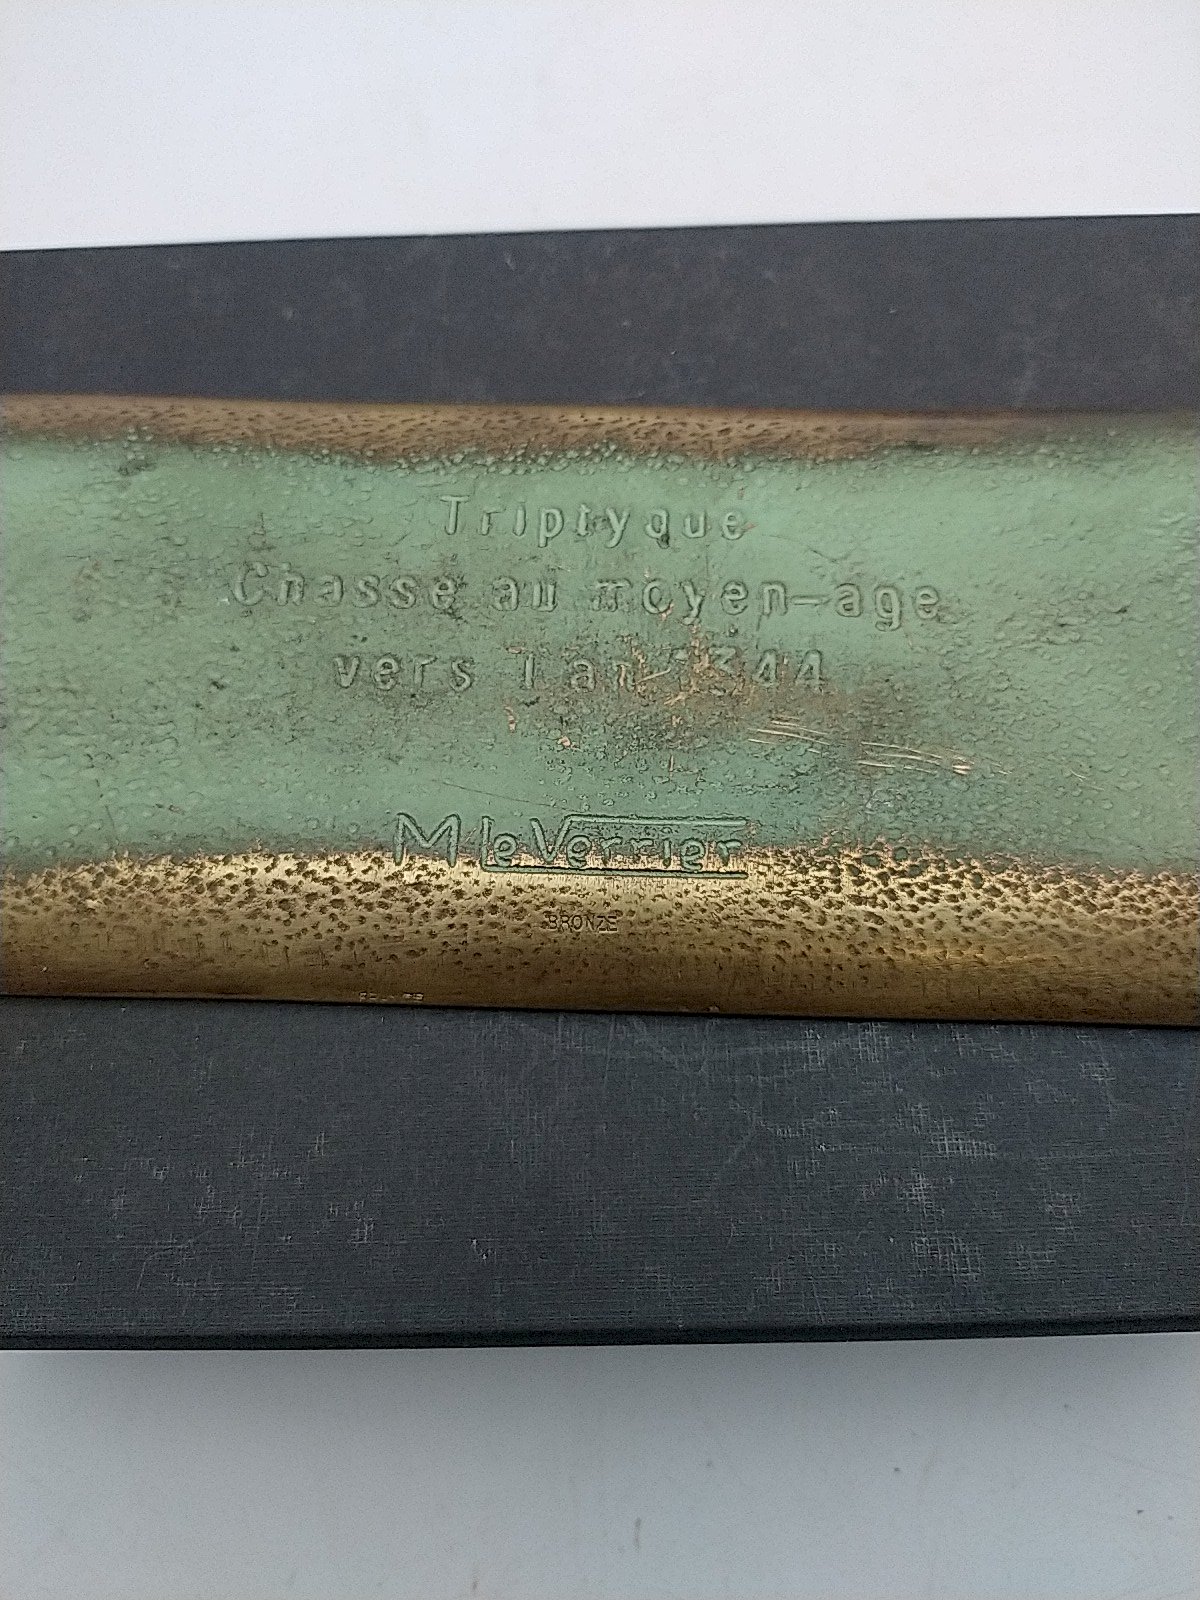 Triptyque
Chasse au moyen-age
vers l an 1344
M le Verrier
BRONZE